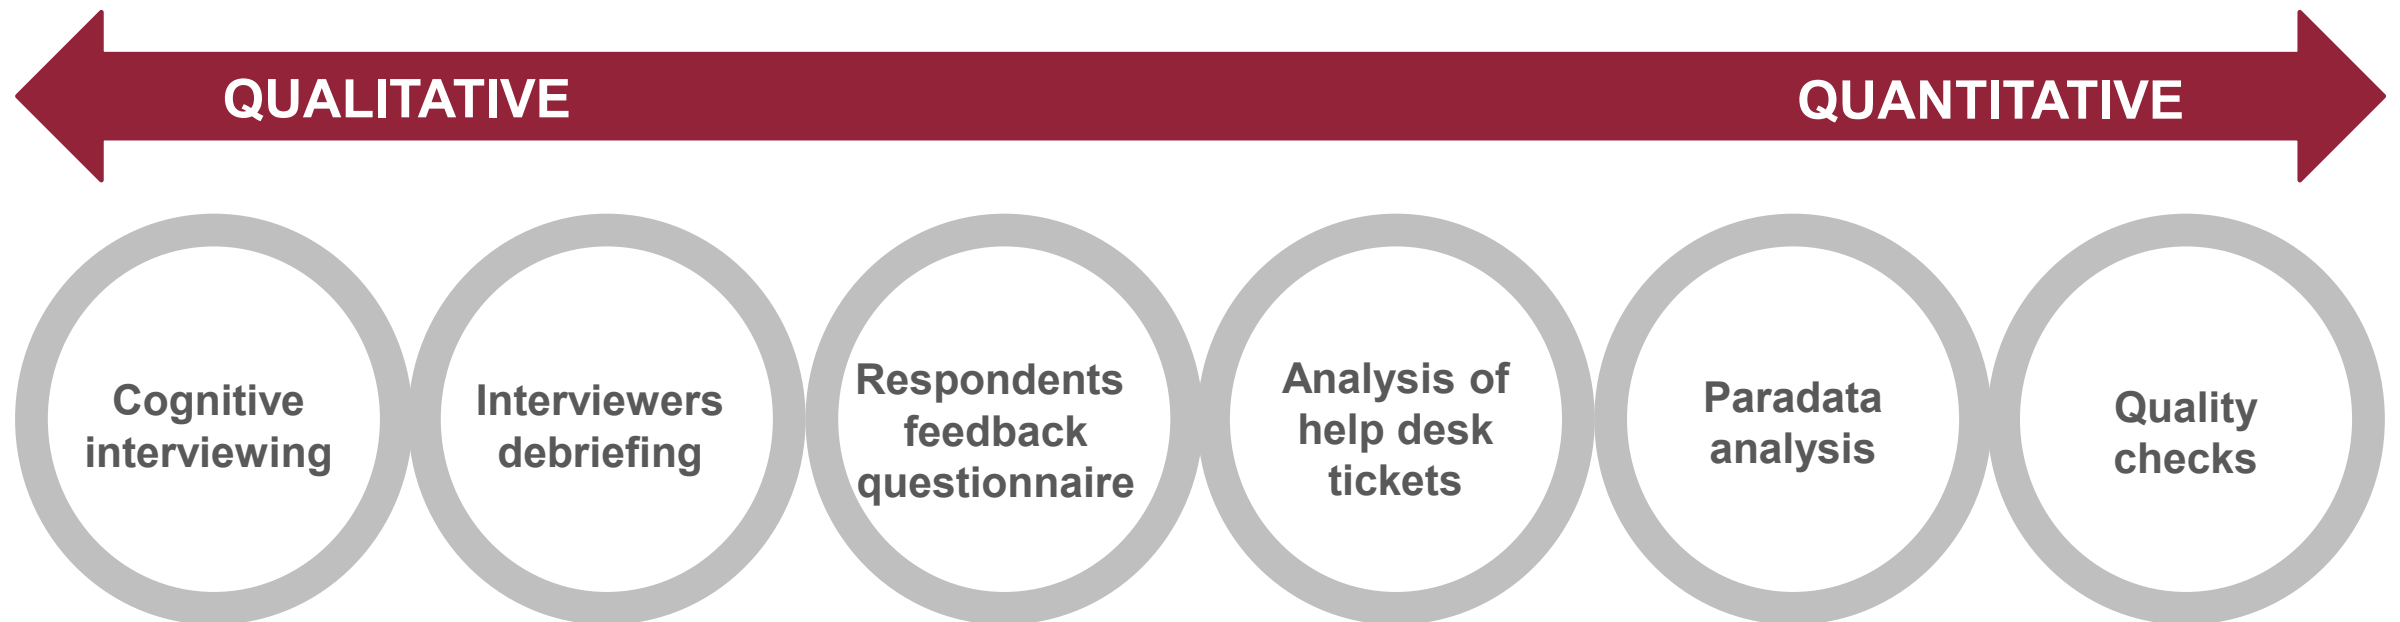 QUALITATIVE
QUANTITATIVE
Cognitive
interviewing
Interviewers
debriefing
Respondents
feedback
questionnaire
Analysis of
help desk
tickets
Paradata
analysis
Quality
checks